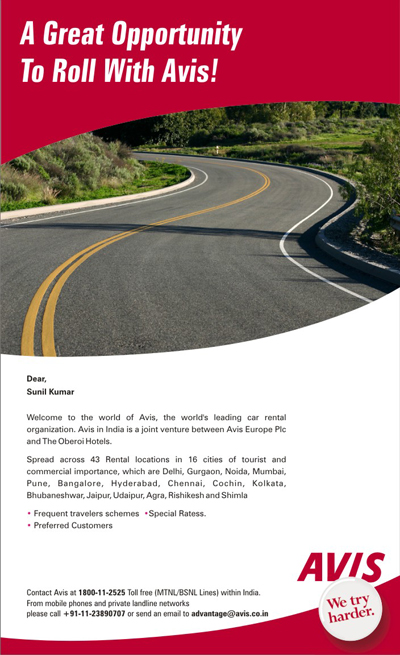 A Great Opportunity
To Roll With Avis!
Dear,
Sunil Kumar
Welcome to the world of Avis, the world's leading car rental
organization. Avis in India is a joint venture between Avis Europe Plc
and The Oberoi Hotels.
Spread across 43 Rental locations in 16 cities of tourist and
commercial importance, which are Delhi, Gurgaon, Noida, Mumbai,
Pune, Bangalore, Hyderabad, Chennai, Cochin, Kolkata,
Bhubaneshwar, Jaipur, Udaipur, Agra, Rishikesh and Shimla
• Frequent travelers schemes •Special Ratess.
• Preferred Customers
AVIS
We try
harder.
Contact Avis at 1800-11-2525 Toll free (MTNL/BSNL Lines) within India.
From mobile phones and private landline networks
please call +91-11-23890707 or send an email to advantage@avis.co.in